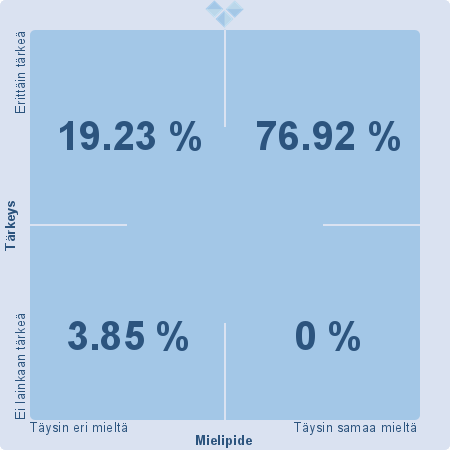 Erittäin tärkeä
19.23 %
76.92 %
Tärkeys
3.85 %
0 %
Ei lainkaan tärkeä
Täysin eri mieltä
Täysin samaa mieltä
Mielipide